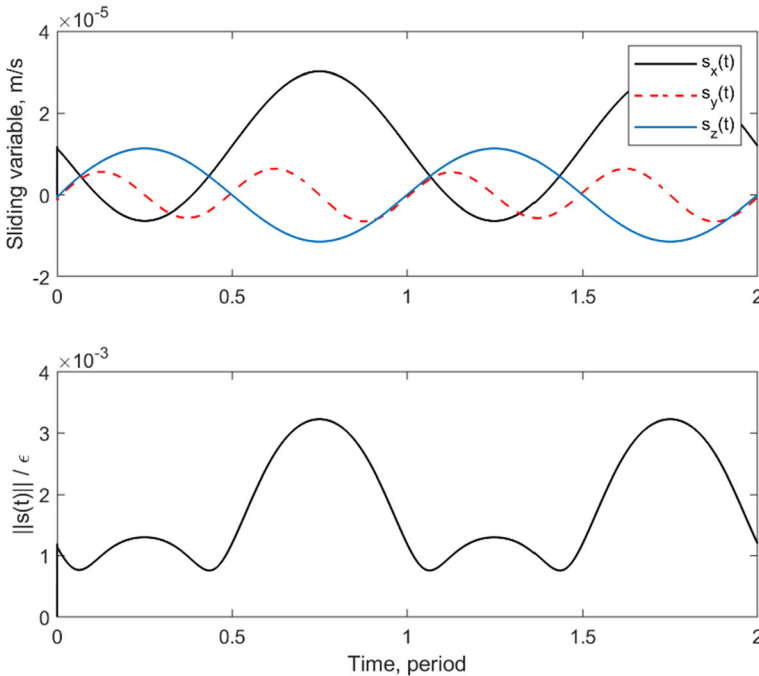 ×10⁻⁵
4
2
0
-2
Sliding variable, m/s
s_x(t)
s_y(t)
s_z(t)
0 0.5 1 1.5 2
×10⁻³
4
3
2
1
0
||s(t)|| / ϵ
0 0.5 1 1.5 2
Time, period